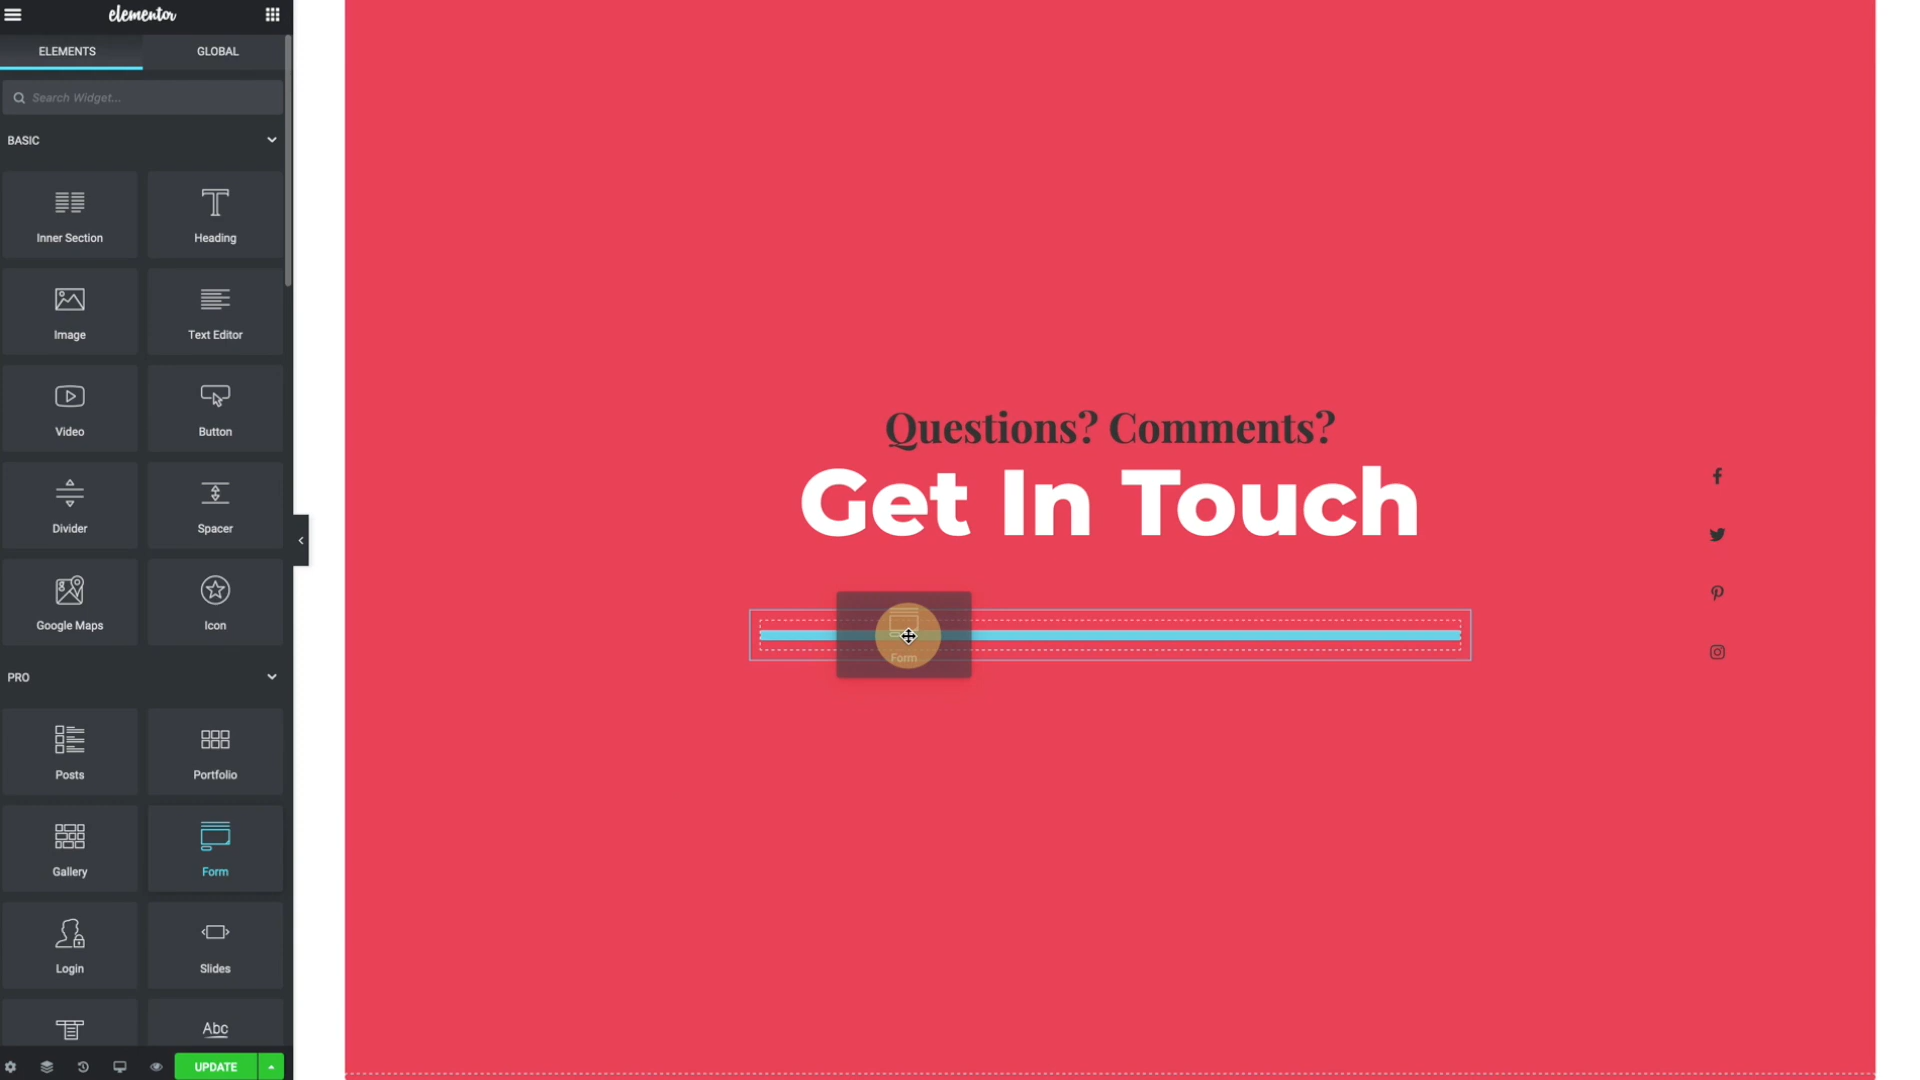 elementor
ELEMENTS
GLOBAL
Search Widget...
BASIC
Inner Section
Heading
Image
Text Editor
Video
Button
Divider
Spacer
Google Maps
Icon
PRO
Posts
Portfolio
Gallery
Form
Login
Slides
Abc
UPDATE
Questions? Comments?
Get In Touch
Form